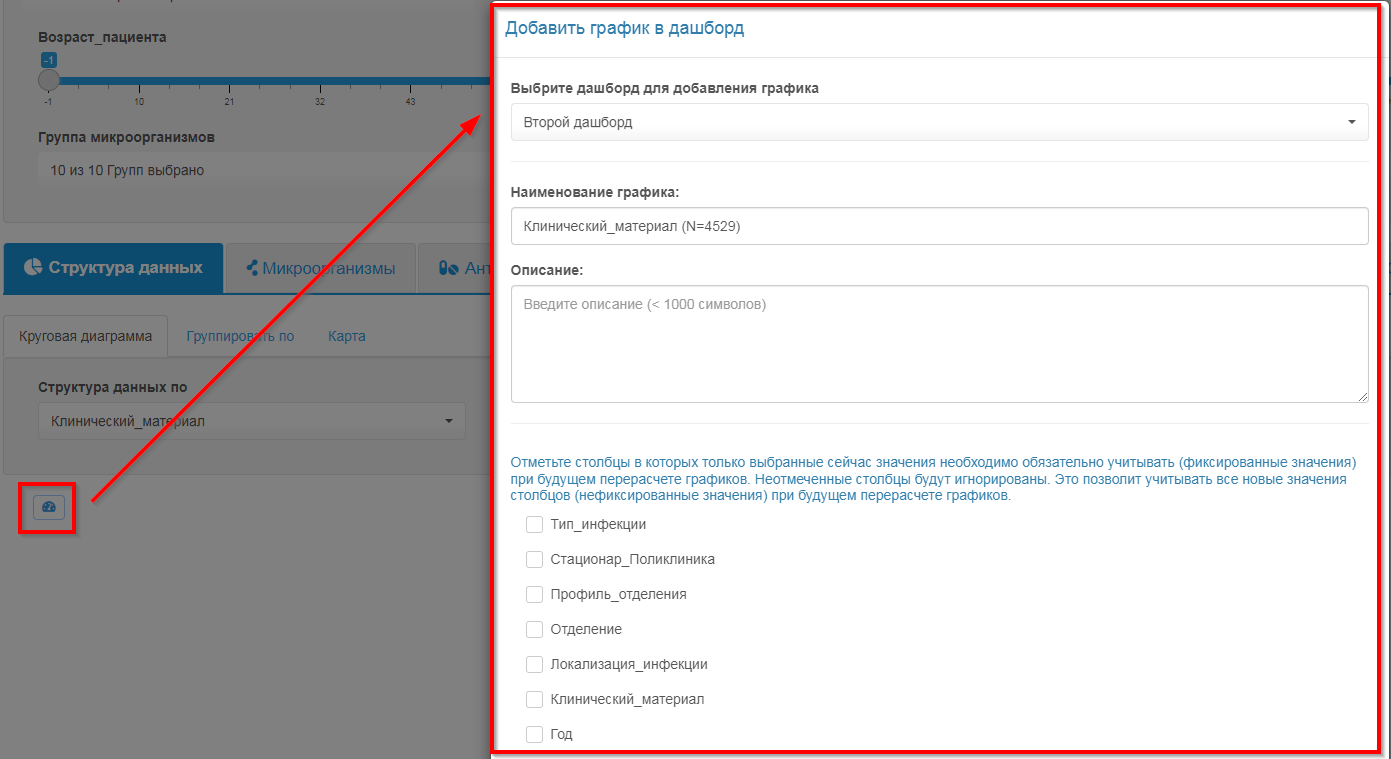 Возраст_пациента
-1
-1 10 21 32 43
Группа микроорганизмов
10 из 10 Групп выбрано
Структура данных Микроорганизмы
Круговая диаграмма Группировать по Карта
Структура данных по
Клинический_материал
Добавить график в дашборд
Выбрите дашборд для добавления графика
Второй дашборд
Наименование графика:
Клинический_материал (N=4529)
Описание:
Введите описание (< 1000 символов)
Отметьте столбцы в которых только выбранные сейчас значения необходимо обязательно учитывать (фиксированные значения)
при будущем перерасчете графиков. Неотмеченные столбцы будут игнорированы. Это позволит учитывать все новые значения
столбцов (нефиксированные значения) при будущем перерасчете графиков.
Тип_инфекции
Стационар_Поликлиника
Профиль_отделения
Отделение
Локализация_инфекции
Клинический_материал
Год